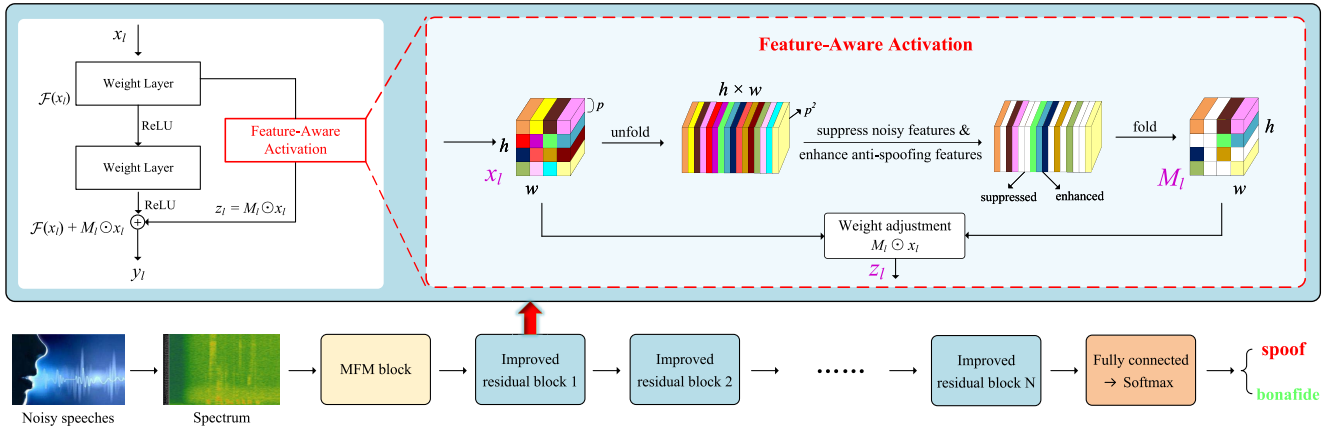 x_l
Weight Layer
F(x_l)
ReLU
Weight Layer
ReLU
F(x_l) + M_l ⊙ x_l
z_l = M_l ⊙ x_l
y_l
Feature-Aware
Activation
Feature-Aware Activation
p
h
x_l
w
unfold
h × w
p²
suppress noisy features &
enhance anti-spoofing features
suppressed
enhanced
fold
h
M_l
w
Weight adjustment
M_l ⊙ x_l
z_l
Noisy speeches
Spectrum
MFM block
Improved
residual block 1
Improved
residual block 2
……
Improved
residual block N
Fully connected
→ Softmax
spoof
bonafide